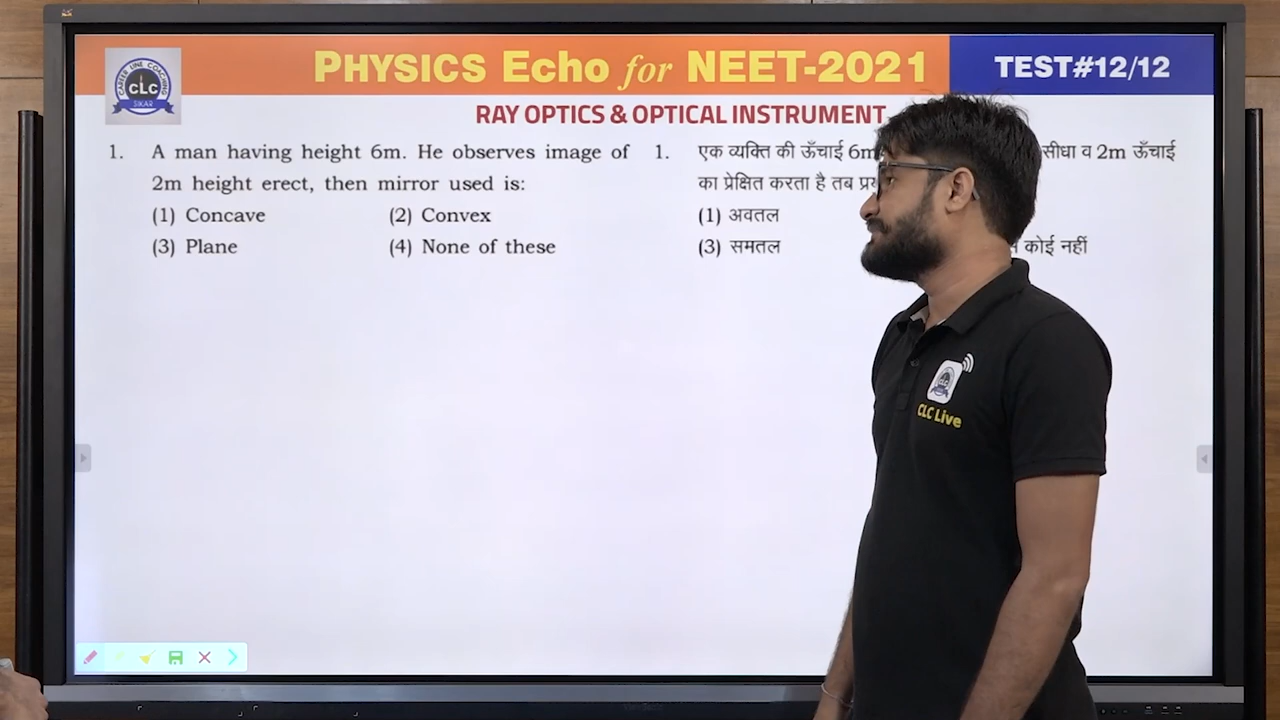 PHYSICS Echo for NEET-2021
TEST#12/12
CAREER LINE COACHING
CLC
SIKAR
RAY OPTICS & OPTICAL INSTRUMENT
1. A man having height 6m. He observes image of
2m height erect, then mirror used is:
(1) Concave (2) Convex
(3) Plane (4) None of these
1. एक व्यक्ति की ऊँचाई 6m सीधा व 2m ऊँचाई
का प्रेक्षित करता है तब
(1) अवतल
(3) समतल कोई नहीं
CLC
CLC Live
ViewSonic